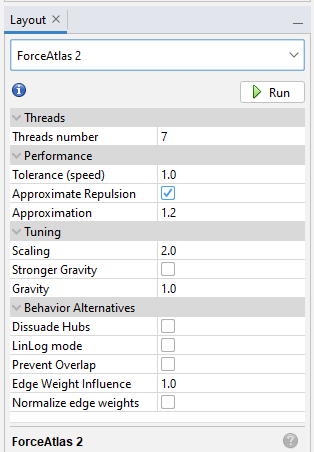 Layout
ForceAtlas 2
Run
Threads
Threads number 7
Performance
Tolerance (speed) 1.0
Approximate Repulsion
Approximation 1.2
Tuning
Scaling 2.0
Stronger Gravity
Gravity 1.0
Behavior Alternatives
Dissuade Hubs
LinLog mode
Prevent Overlap
Edge Weight Influence 1.0
Normalize edge weights
ForceAtlas 2